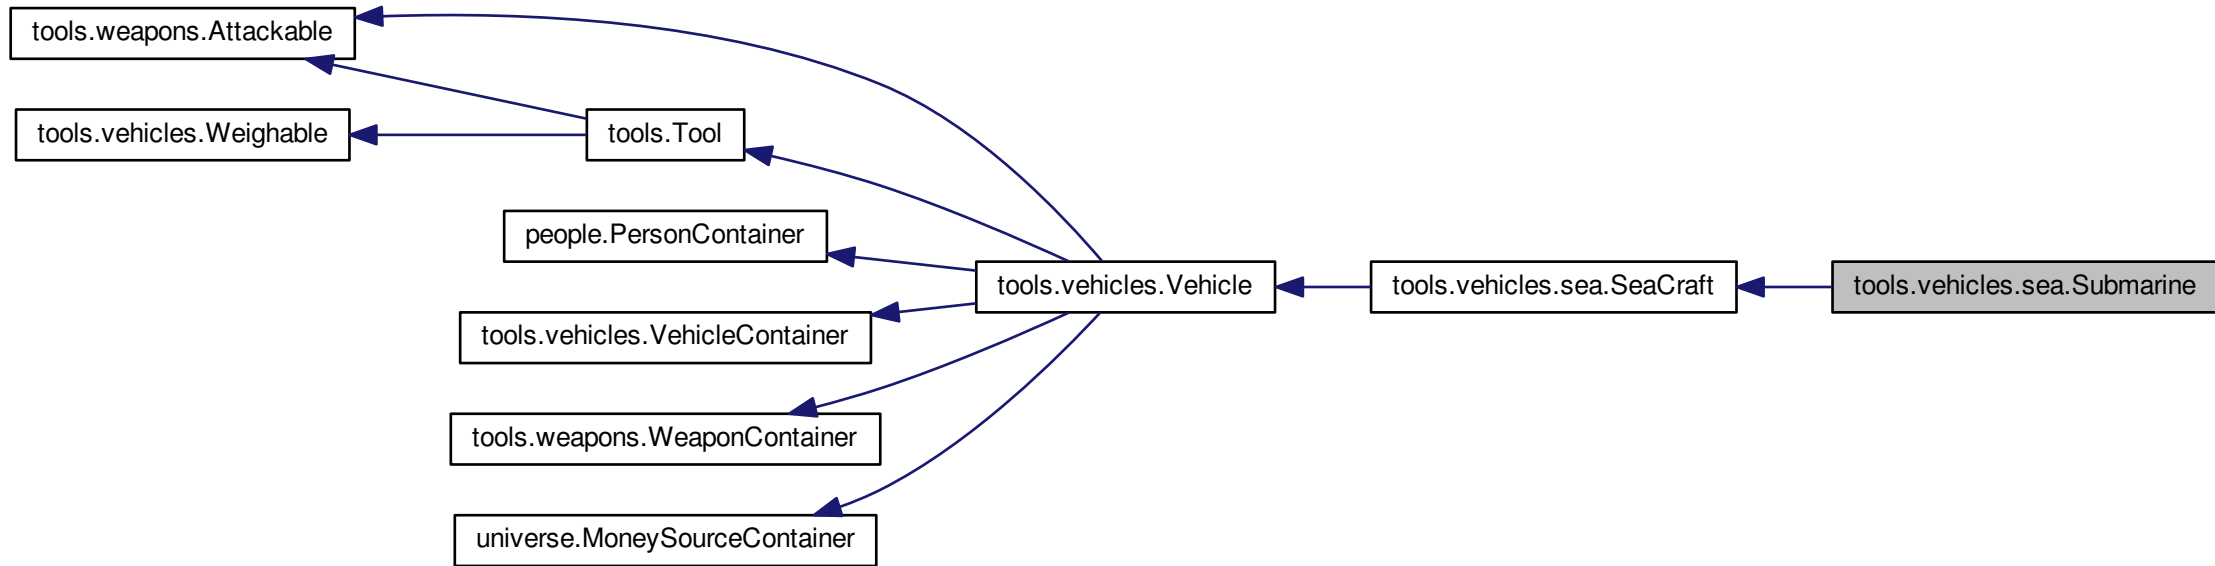 tools.weapons.Attackable
tools.vehicles.Weighable
tools.Tool
people.PersonContainer
tools.vehicles.Vehicle
tools.vehicles.sea.SeaCraft
tools.vehicles.sea.Submarine
tools.vehicles.VehicleContainer
tools.weapons.WeaponContainer
universe.MoneySourceContainer